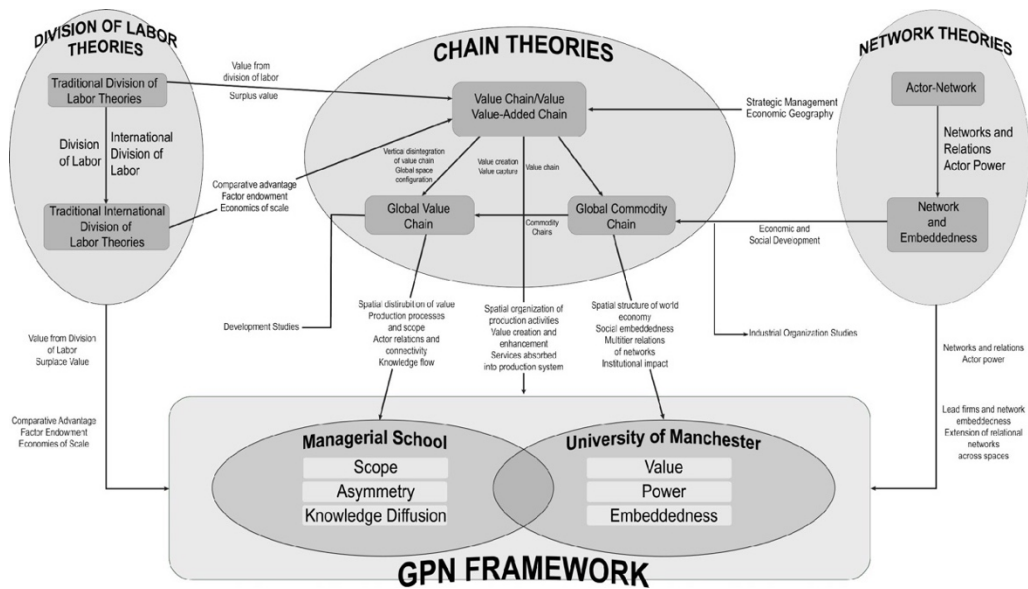 DIVISION OF LABOR
THEORIES
Traditional Division of
Labor Theories
Division
of Labor
International
Division of
Labor
Traditional International
Division of
Labor Theories
Value from
division of labor
Surplus value
Comparative advantage
Factor endowment
Economics of scale
CHAIN THEORIES
Value Chain/Value
Value-Added Chain
Vertical disintegration
of value chain
Global space
configuration
Value creation
Value capture
Value chain
Global Value
Chain
Commodity
Chains
Global Commodity
Chain
Strategic Management
Economic Geography
Economic and
Social Development
NETWORK THEORIES
Actor-Network
Networks and
Relations
Actor Power
Network
and
Embeddedness
Development Studies
Spatial distirubtion of value
Production processes
and scope
Actor relations and
connectivity
Knowledge flow
Spatial organization of
production activities
Value creation and
enhancement
Services absorbed
into production system
Spatial structure of world
economy
Social embeddedness
Multitier relations
of networks
Institutional impact
Industrial Organization Studies
Value from Division
of Labor
Surplace Value
Comparative Advantage
Factor Endowment
Economies of Scale
Networks and relations
Actor power
Lead firms and network
embeddedness
Extension of relational
networks
across spaces
Managerial School
Scope
Asymmetry
Knowledge Diffusion
University of Manchester
Value
Power
Embeddedness
GPN FRAMEWORK